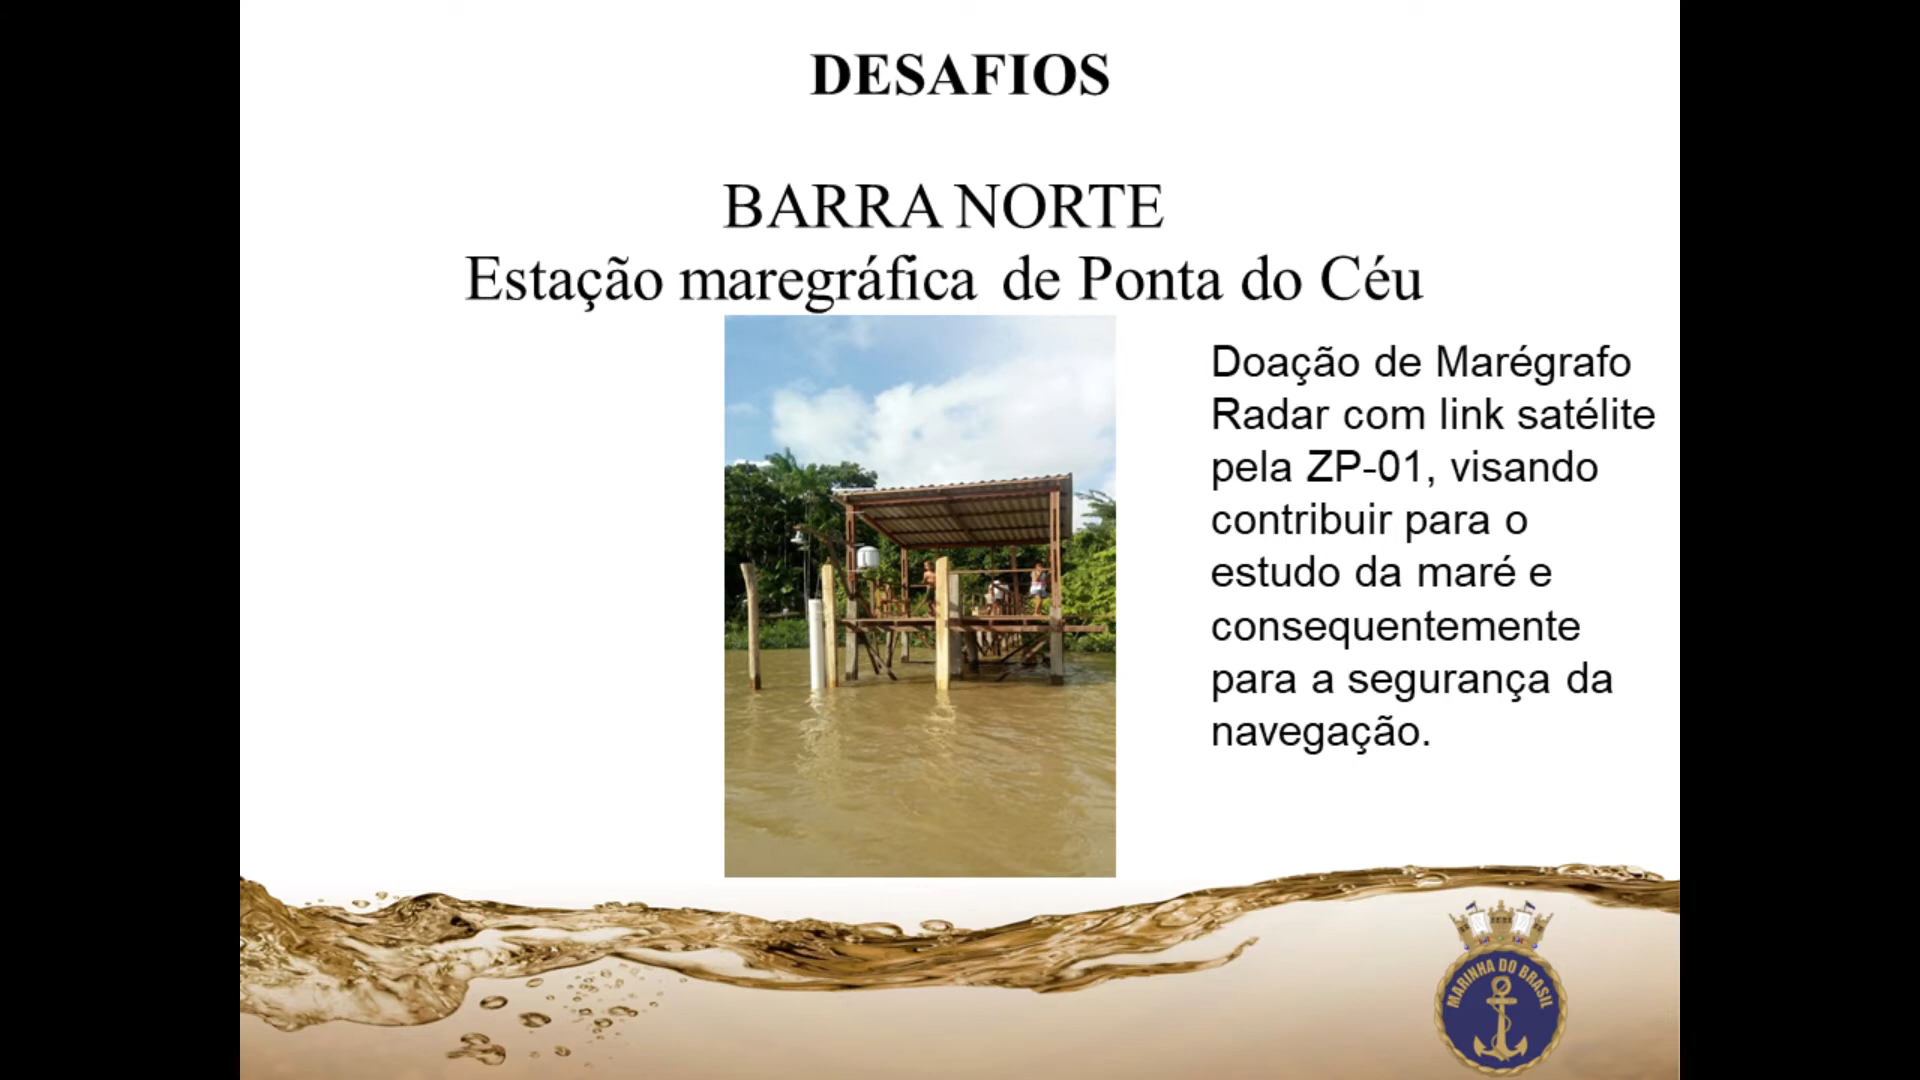 DESAFIOS
BARRA NORTE
Estação maregráfica de Ponta do Céu
Doação de Marégrafo
Radar com link satélite
pela ZP-01, visando
contribuir para o
estudo da maré e
consequentemente
para a segurança da
navegação.
MARINHA DO BRASIL